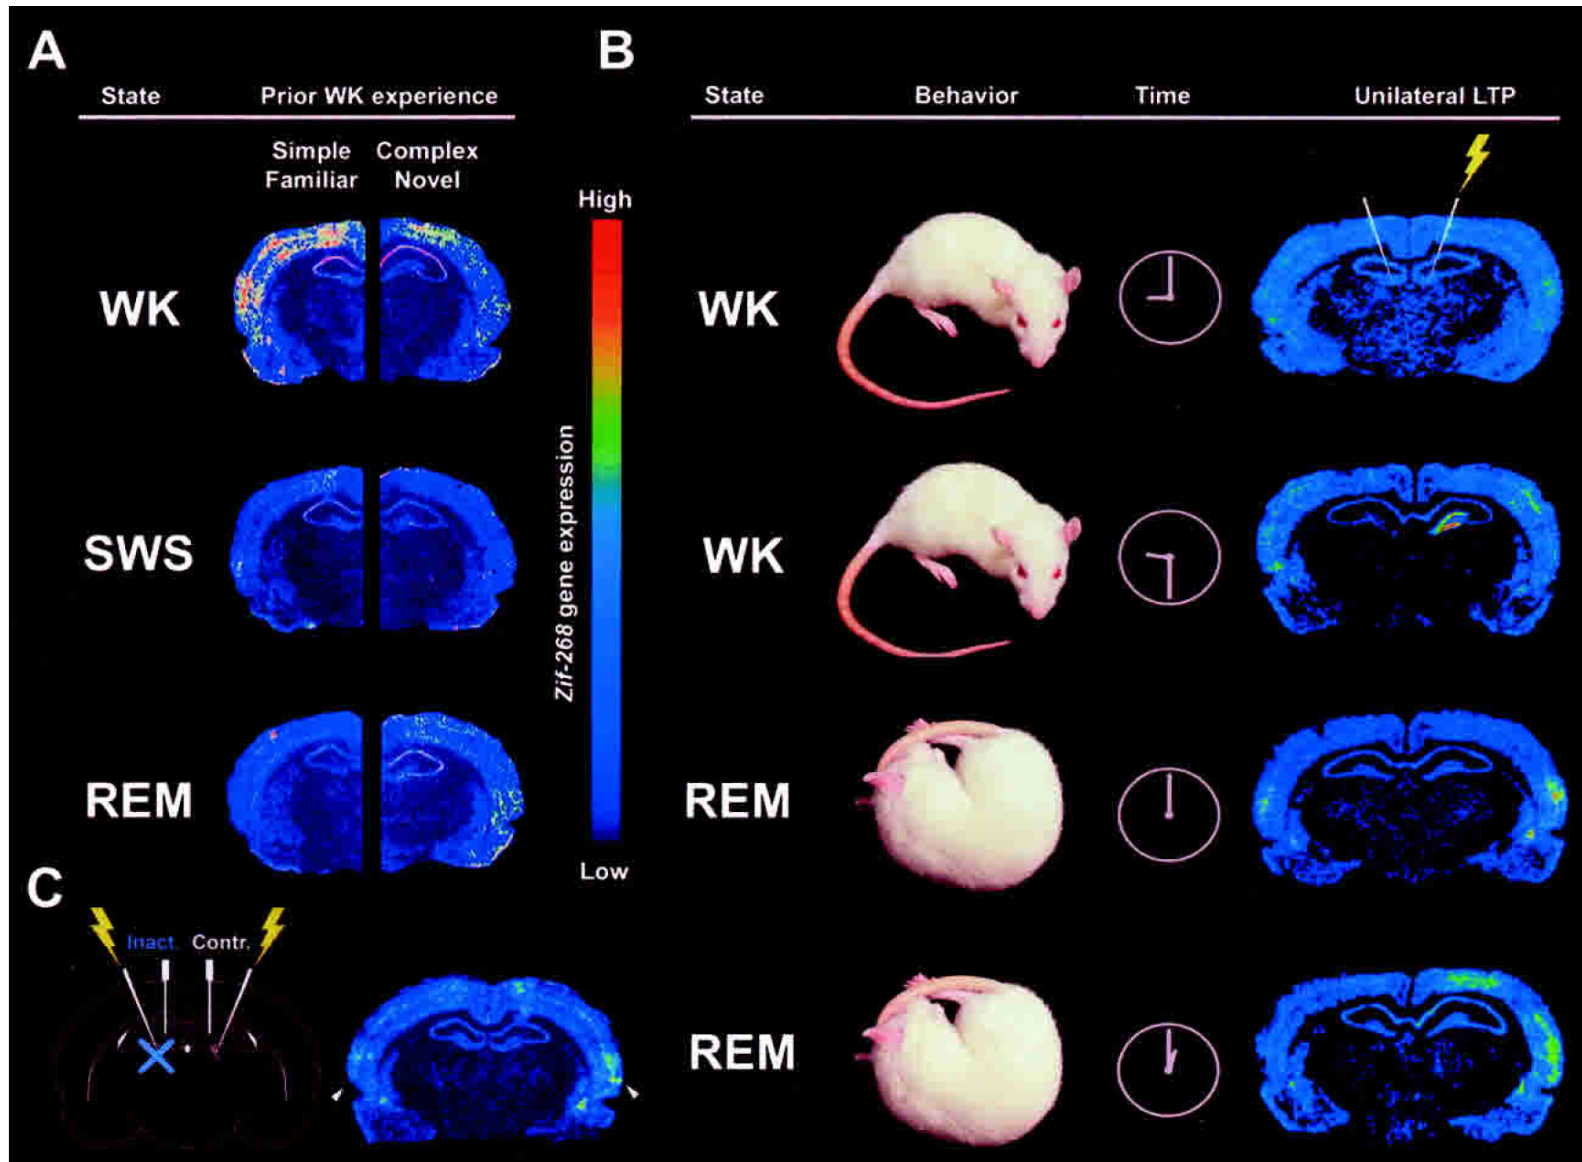 A
State Prior WK experience
Simple Complex
Familiar Novel
WK
SWS
REM
High
Zif-268 gene expression
Low
B
State Behavior Time Unilateral LTP
WK
WK
REM
REM
C
Inact. Contr.